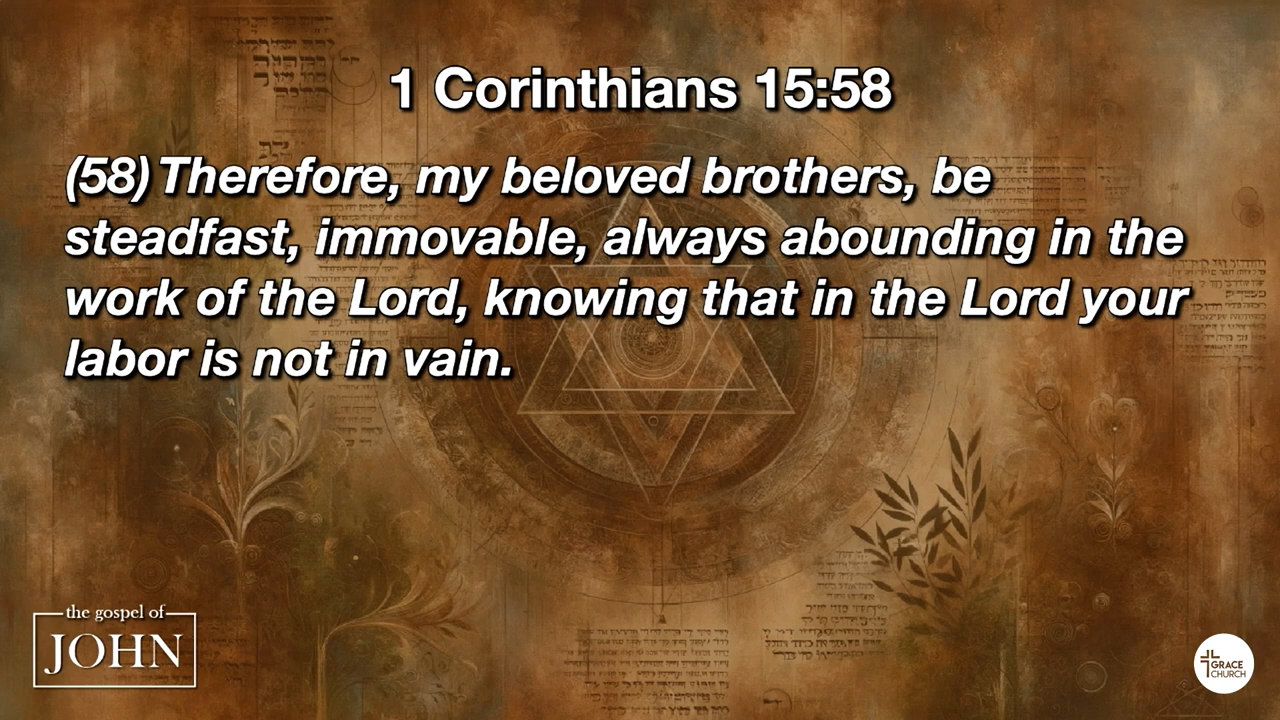 1 Corinthians 15:58
(58) Therefore, my beloved brothers, be
steadfast, immovable, always abounding in the
work of the Lord, knowing that in the Lord your
labor is not in vain.
the gospel of
JOHN
GRACE
CHURCH